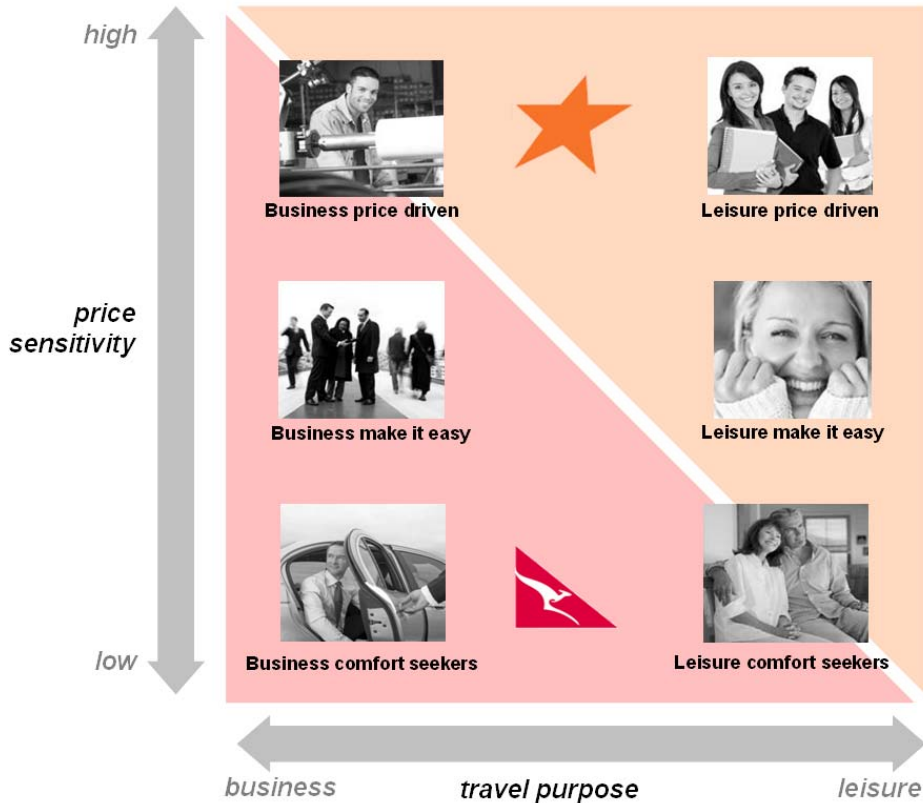 high
Business price driven
Leisure price driven
price
sensitivity
Business make it easy
Leisure make it easy
low
Business comfort seekers
Leisure comfort seekers
business
travel purpose
leisure